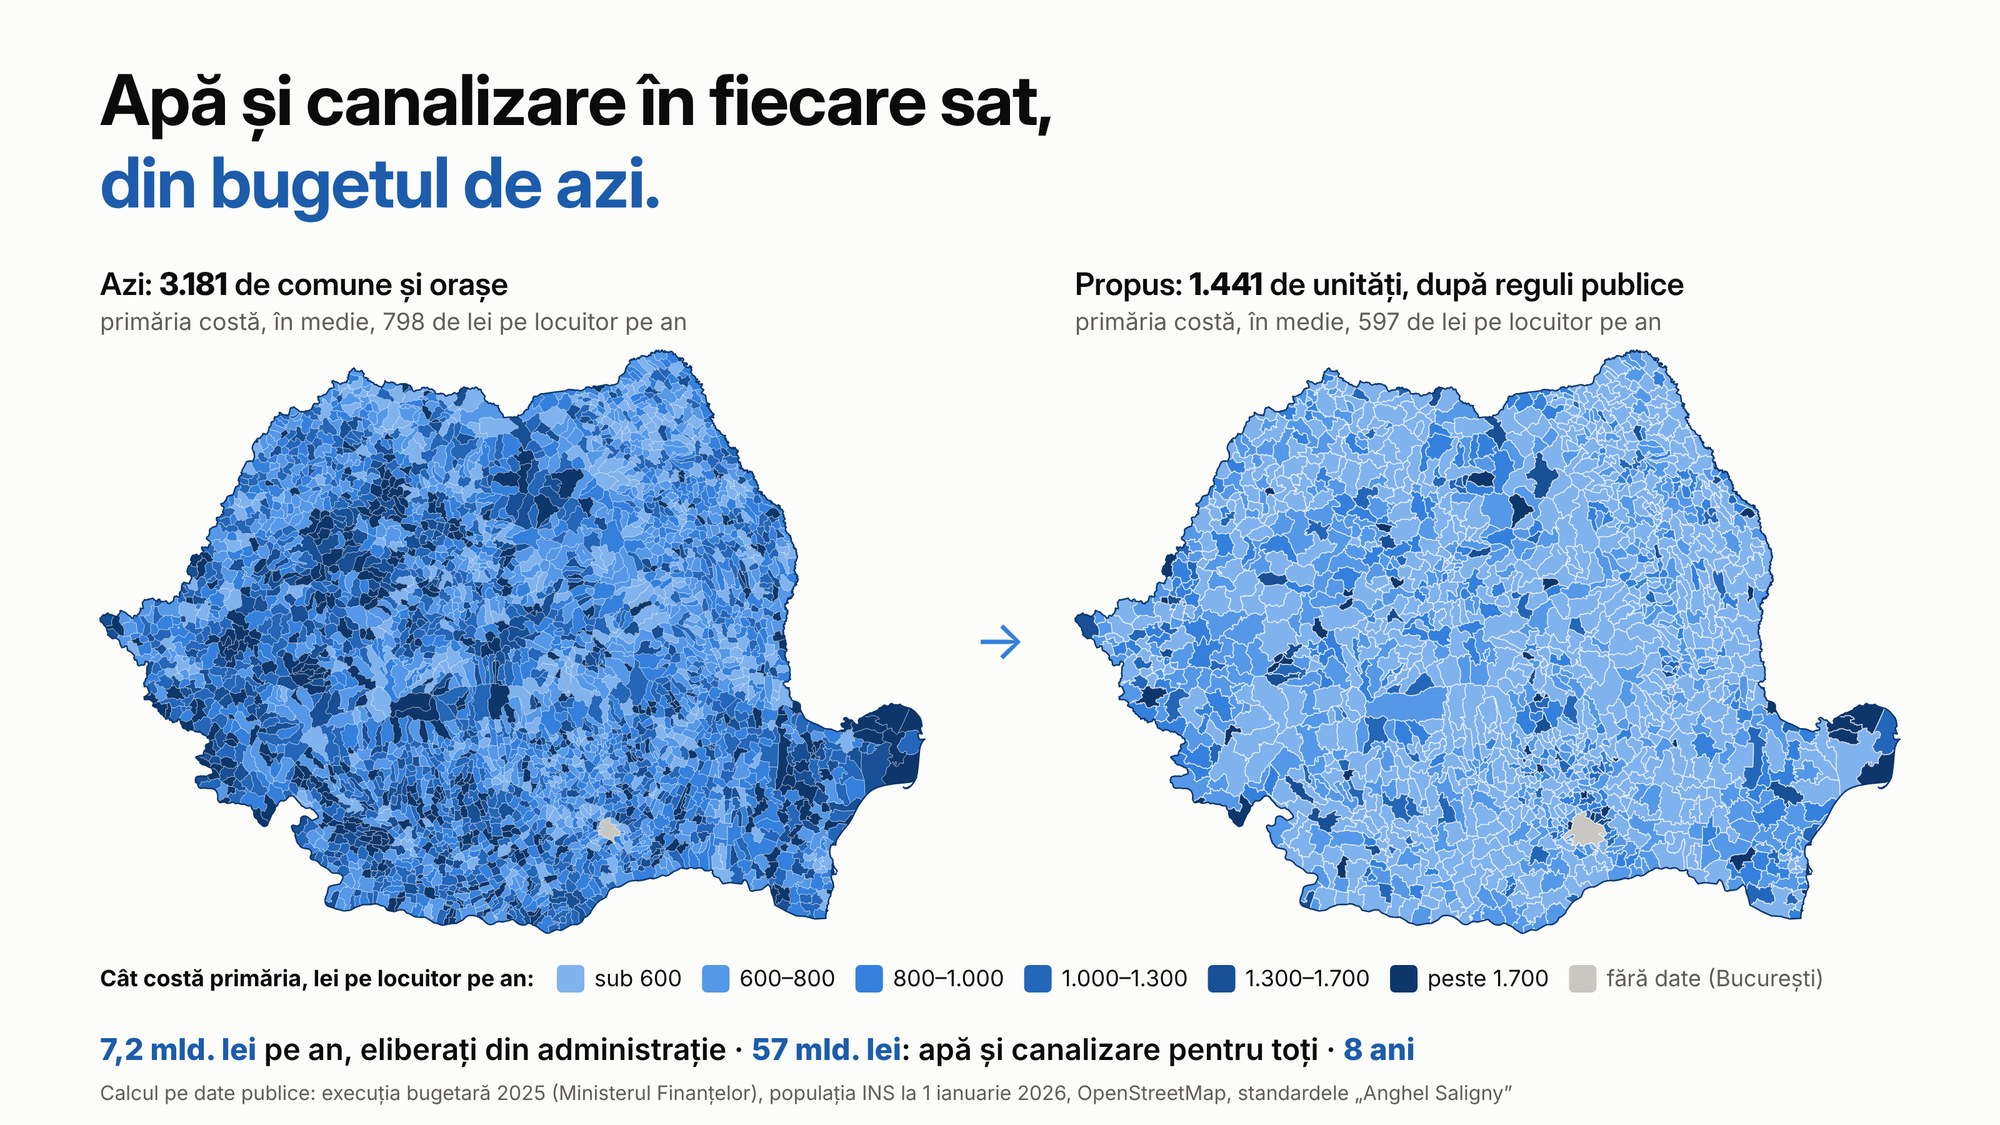 Apă și canalizare în fiecare sat,
din bugetul de azi.
Azi: 3.181 de comune și orașe
primăria costă, în medie, 798 de lei pe locuitor pe an
Propus: 1.441 de unități, după reguli publice
primăria costă, în medie, 597 de lei pe locuitor pe an
Cât costă primăria, lei pe locuitor pe an: sub 600 600–800 800–1.000 1.000–1.300 1.300–1.700 peste 1.700 fără date (București)
7,2 mld. lei pe an, eliberați din administrație · 57 mld. lei: apă și canalizare pentru toți · 8 ani
Calcul pe date publice: execuția bugetară 2025 (Ministerul Finanțelor), populația INS la 1 ianuarie 2026, OpenStreetMap, standardele „Anghel Saligny”